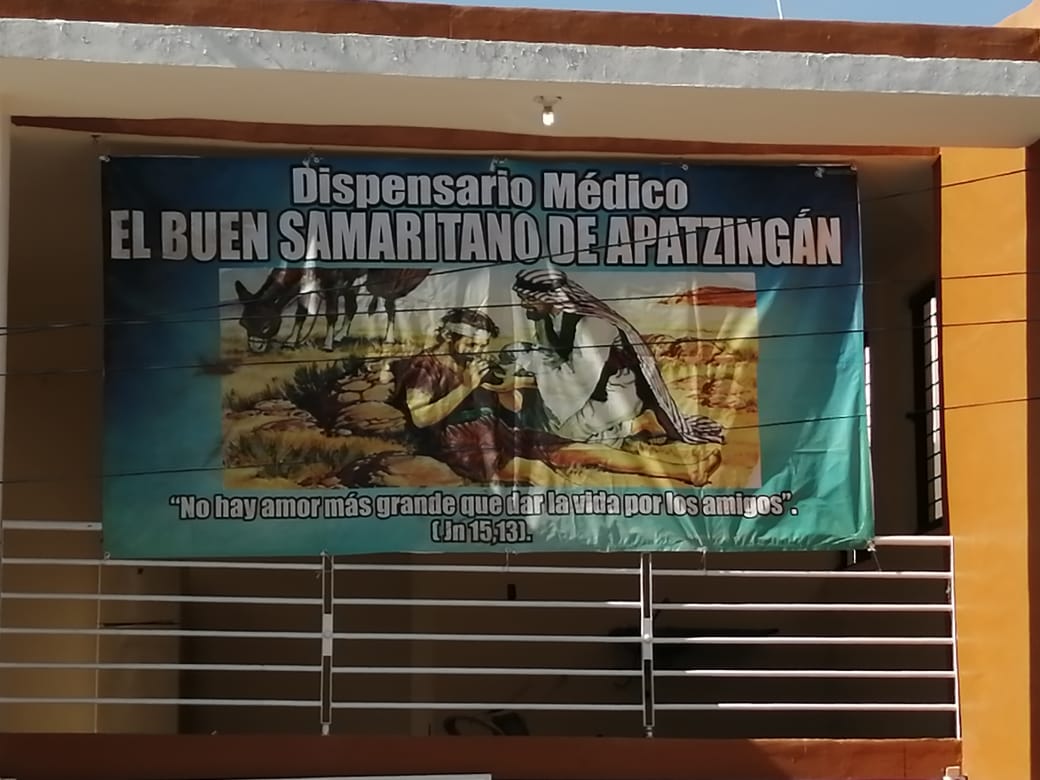 Dispensario Médico
EL BUEN SAMARITANO DE APATZINGÁN
“No hay amor más grande que dar la vida por los amigos”.
(Jn 15,13).